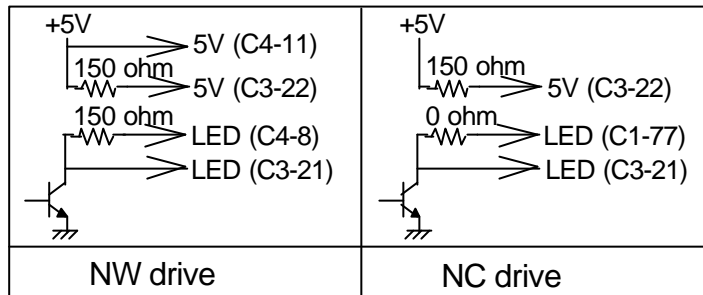 +5V
5V (C4-11)
150 ohm
5V (C3-22)
150 ohm
LED (C4-8)
LED (C3-21)
NW drive
+5V
150 ohm
5V (C3-22)
0 ohm
LED (C1-77)
LED (C3-21)
NC drive